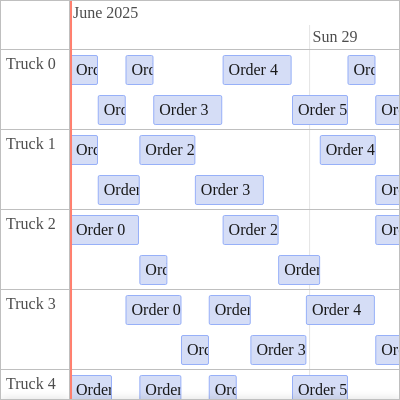 June 2025
Sun 29
Truck 0
Ord Ord Order 4 Ord
Ord Order 3 Order 5 Or
Truck 1
Ord Order 2 Order 4
Order Order 3 Or
Truck 2
Order 0 Order 2 Or
Ord Order
Truck 3
Order 0 Order Order 4
Ord Order 3 Or
Truck 4
Order Order Ord Order 5